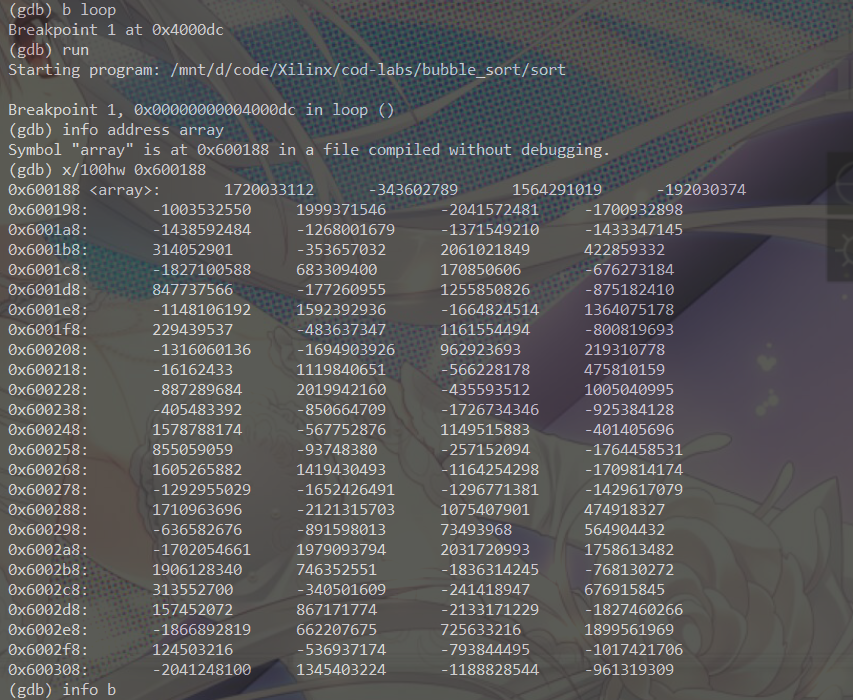 (gdb) b loop
Breakpoint 1 at 0x4000dc
(gdb) run
Starting program: /mnt/d/code/Xilinx/cod-labs/bubble_sort/sort
Breakpoint 1, 0x00000000004000dc in loop ()
(gdb) info address array
Symbol "array" is at 0x600188 in a file compiled without debugging.
(gdb) x/100hw 0x600188
0x600188 <array>: 1720033112 -343602789 1564291019 -192030374
0x600198: -1003532550 1999371546 -2041572481 -1700932898
0x6001a8: -1438592484 -1268001679 -1371549210 -1433347145
0x6001b8: 314052901 -353657032 2061021849 422859332
0x6001c8: -1827100588 683309400 170850606 -676273184
0x6001d8: 847737566 -177260955 1255850826 -875182410
0x6001e8: -1148106192 1592392936 -1664824514 1364075178
0x6001f8: 229439537 -483637347 1161554494 -800819693
0x600208: -1316060136 -1694903926 962923693 219310778
0x600218: -16162433 1119840651 -566228178 475810159
0x600228: -887289684 2019942160 -435593512 1005040995
0x600238: -405483392 -850664709 -1726734346 -925384128
0x600248: 1578788174 -567752876 1149515883 -401405696
0x600258: 855059059 -93748380 -257152094 -1764458531
0x600268: 1605265882 1419430493 -1164254298 -1709814174
0x600278: -1292955029 -1652426491 -1296771381 -1429617079
0x600288: 1710963696 -2121315703 1075407901 474918327
0x600298: -636582676 -891598013 73493968 564904432
0x6002a8: -1702054661 1979093794 2031720993 1758613482
0x6002b8: 1906128340 746352551 -1836314245 -768130272
0x6002c8: 313552700 -340501609 -241418947 676915845
0x6002d8: 157452072 867171774 -2133171229 -1827460266
0x6002e8: -1866892819 662207675 725633216 1899561969
0x6002f8: 124503216 -536937174 -793844495 -1017421706
0x600308: -2041248100 1345403224 -1188828544 -961319309
(gdb) info b